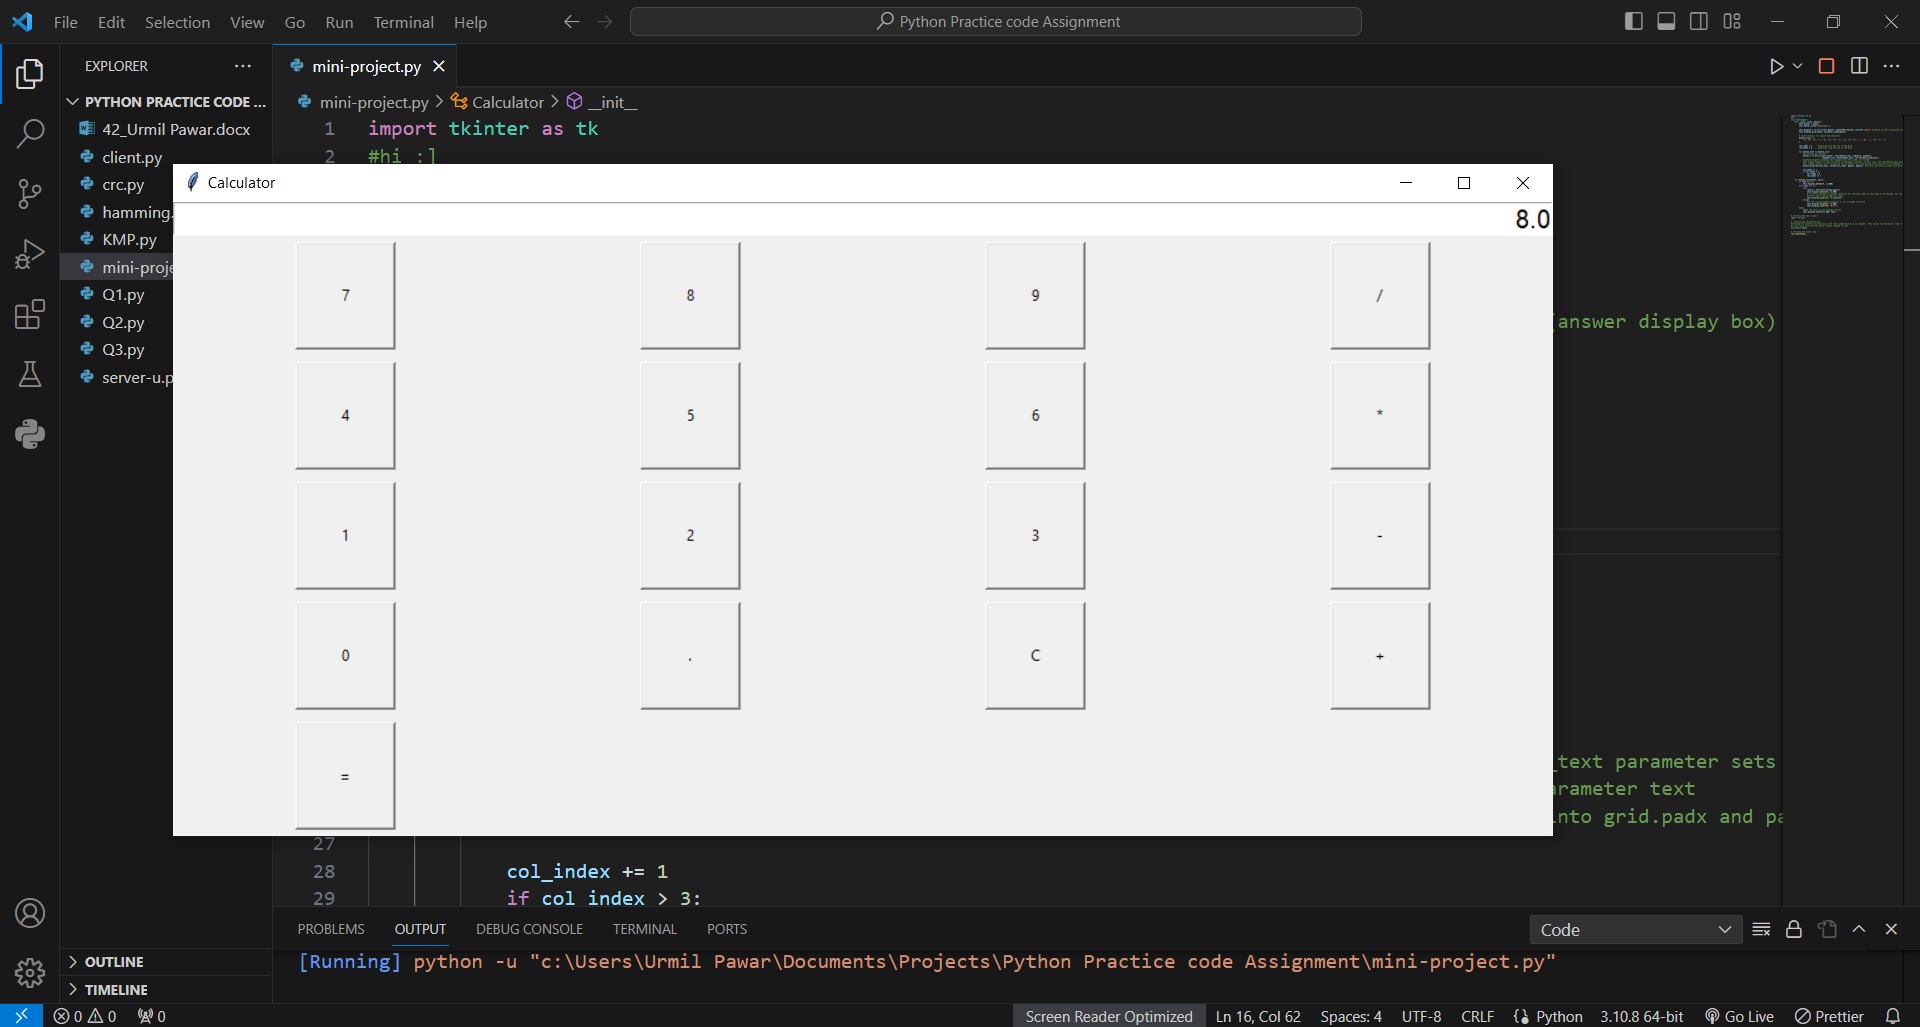 File Edit Selection View Go Run Terminal Help
Python Practice code Assignment
EXPLORER
PYTHON PRACTICE CODE ...
42_Urmil Pawar.docx
client.py
crc.py
hamming.
KMP.py
mini-proje
Q1.py
Q2.py
Q3.py
server-u.p
OUTLINE
TIMELINE
mini-project.py
mini-project.py > Calculator > __init__
1 import tkinter as tk
2 #hi :]
Calculator
8.0
7 8 9 /
4 5 6 *
1 2 3 -
0 . C +
=
(answer display box)
_text parameter sets
arameter text
into grid.padx and pa
27
28 col_index += 1
29 if col_index > 3:
PROBLEMS OUTPUT DEBUG CONSOLE TERMINAL PORTS
Code
[Running] python -u "c:\Users\Urmil Pawar\Documents\Projects\Python Practice code Assignment\mini-project.py"
0 0 0
Screen Reader Optimized Ln 16, Col 62 Spaces: 4 UTF-8 CRLF Python 3.10.8 64-bit Go Live Prettier